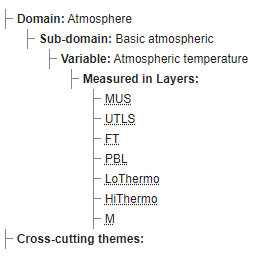 Domain: Atmosphere
Sub-domain: Basic atmospheric
Variable: Atmospheric temperature
Measured in Layers:
MUS
UTLS
FT
PBL
LoThermo
HiThermo
M
Cross-cutting themes: